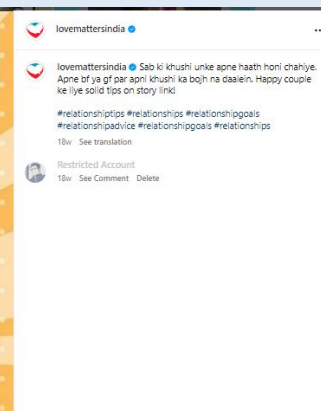 lovemattersindia
lovemattersindia Sab ki khushi unke apne haath honi chahiye.
Apne bf ya gf par apni khushi ka bojh na daalein. Happy couple
ke liye solid tips on story link!
#relationshiptips #relationships #relationshipgoals
#relationshipadvice #relationshipgoals #relationships
18w See translation
Restricted Account
18w See Comment Delete